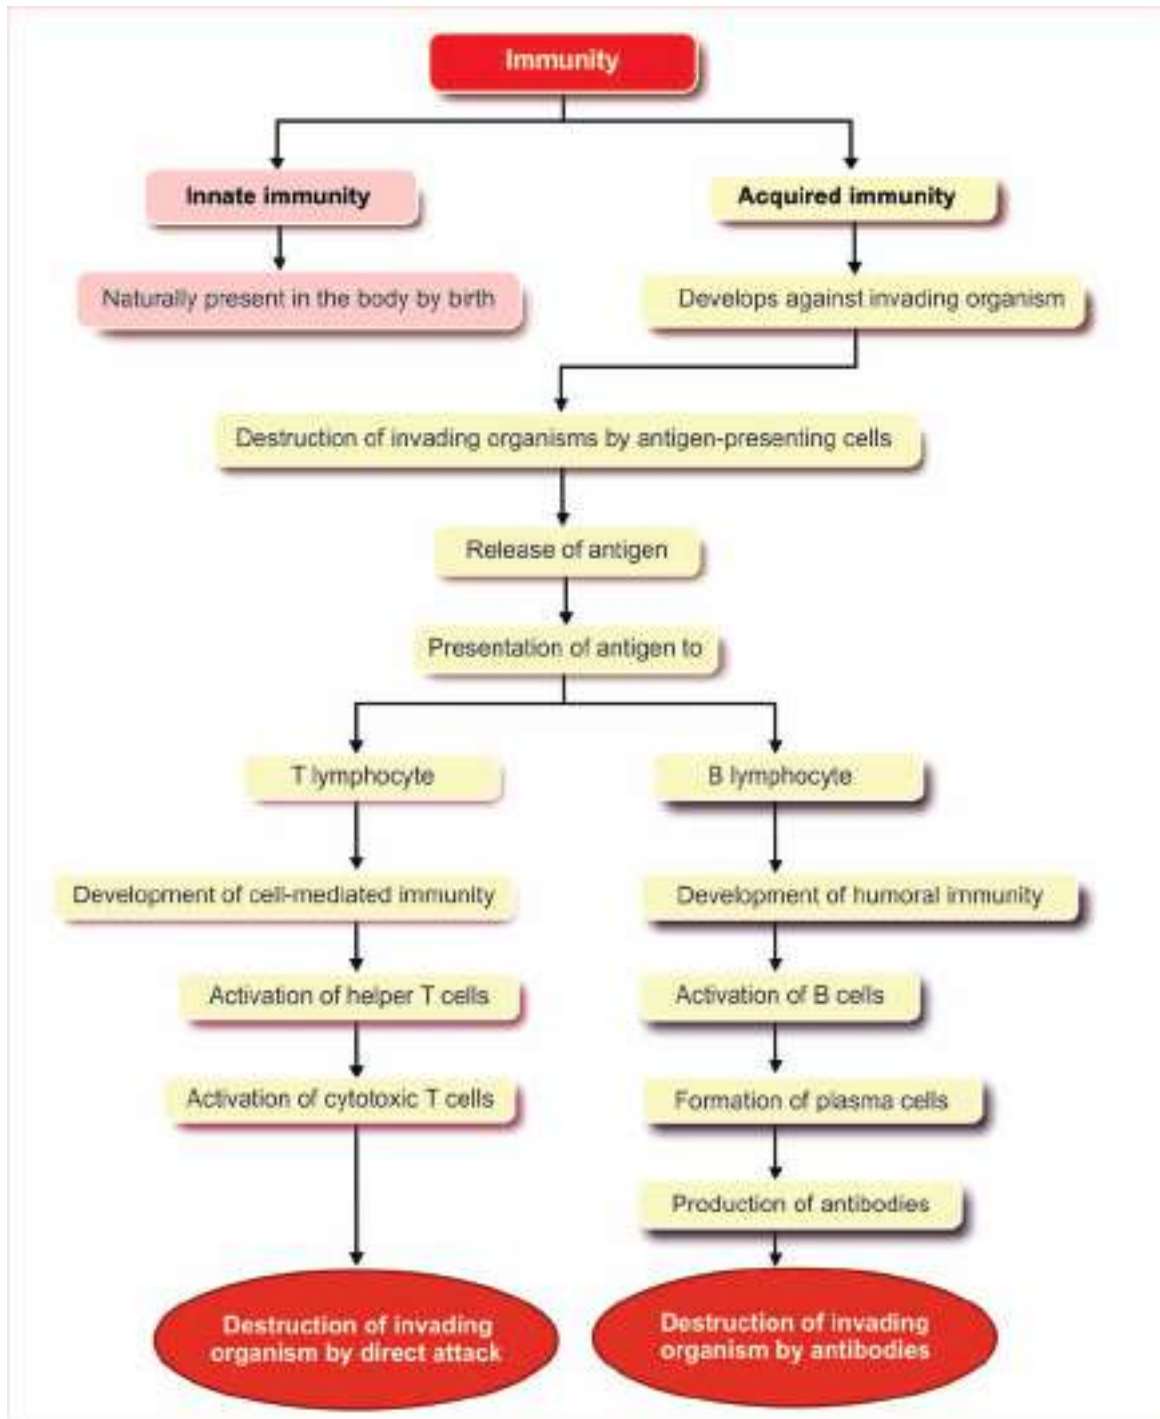 Immunity
Innate immunity
Acquired immunity
Naturally present in the body by birth
Develops against invading organism
Destruction of invading organisms by antigen-presenting cells
Release of antigen
Presentation of antigen to
T lymphocyte
B lymphocyte
Development of cell-mediated immunity
Development of humoral immunity
Activation of helper T cells
Activation of B cells
Activation of cytotoxic T cells
Formation of plasma cells
Production of antibodies
Destruction of invading
organism by direct attack
Destruction of invading
organism by antibodies